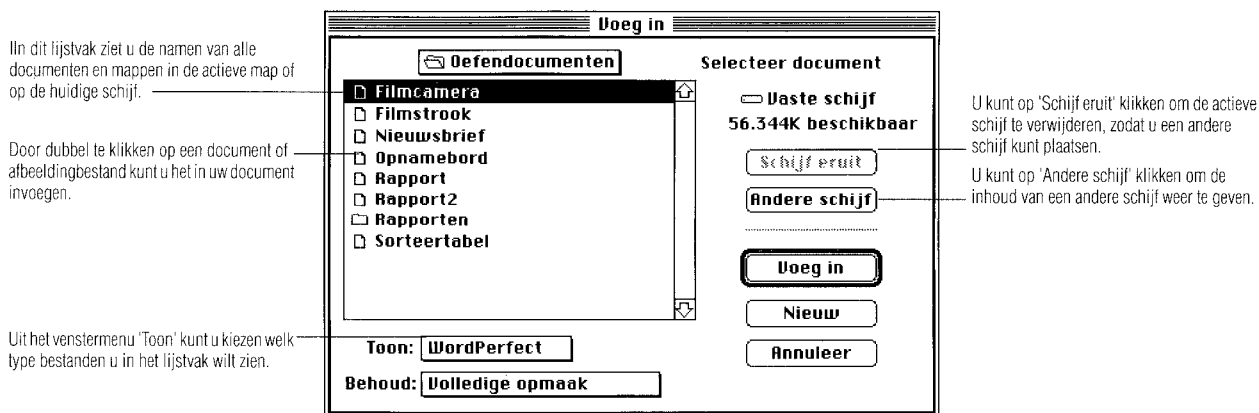 IIn dit lijstvak ziet u de namen van alle
documenten en mappen in de actieve map of
op de huidige schijf.
Door dubbel te klikken op een document of
afbeeldingbestand kunt u het in uw document
invoegen.
Uit het venstermenu 'Toon' kunt u kiezen welk
type bestanden u in het lijstvak wilt zien.
Voeg in
Oefendocumenten
Filmcamera
Filmstrook
Nieuwsbrief
Opnamebord
Rapport
Rapport2
Rapporten
Sorteertabel
Toon: WordPerfect
Behoud: Volledige opmaak
Selecteer document
Vaste schijf
56.344K beschikbaar
Schijf eruit
Andere schijf
Voeg in
Nieuw
Annuleer
U kunt op 'Schijf eruit' klikken om de actieve
schijf te verwijderen, zodat u een andere
schijf kunt plaatsen.
U kunt op 'Andere schijf' klikken om de
inhoud van een andere schijf weer te geven.